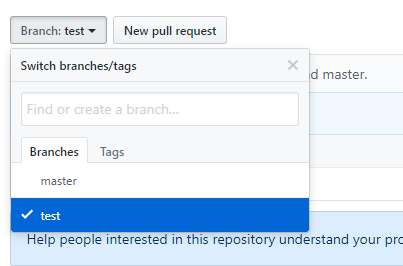 Branch: test
New pull request
Switch branches/tags
d master.
Find or create a branch...
Branches
Tags
master
test
Help people interested in this repository understand your pro